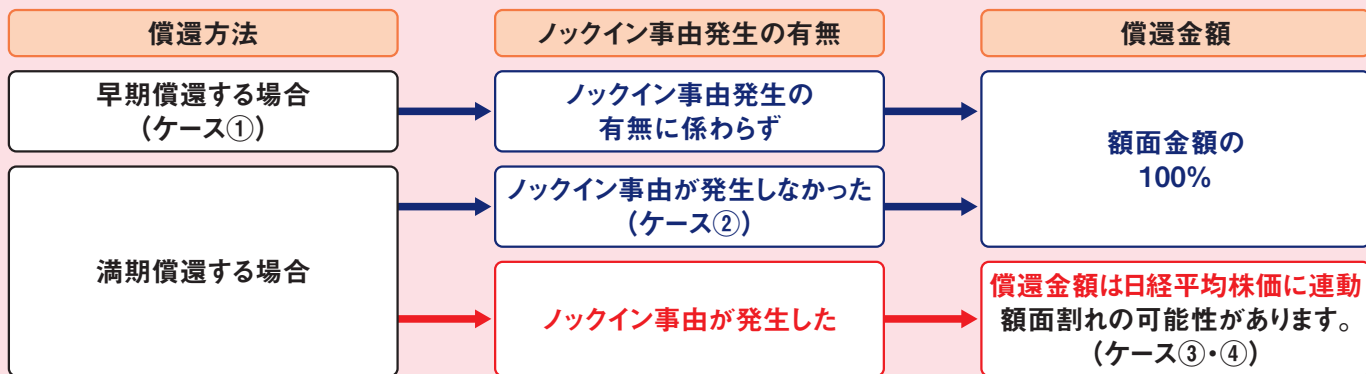 償還方法
ノックイン事由発生の有無
償還金額
早期償還する場合
(ケース①)
ノックイン事由発生の
有無に係わらず
額面金額の
100%
満期償還する場合
ノックイン事由が発生しなかった
(ケース②)
ノックイン事由が発生した
償還金額は日経平均株価に連動
額面割れの可能性があります。
(ケース③・④)